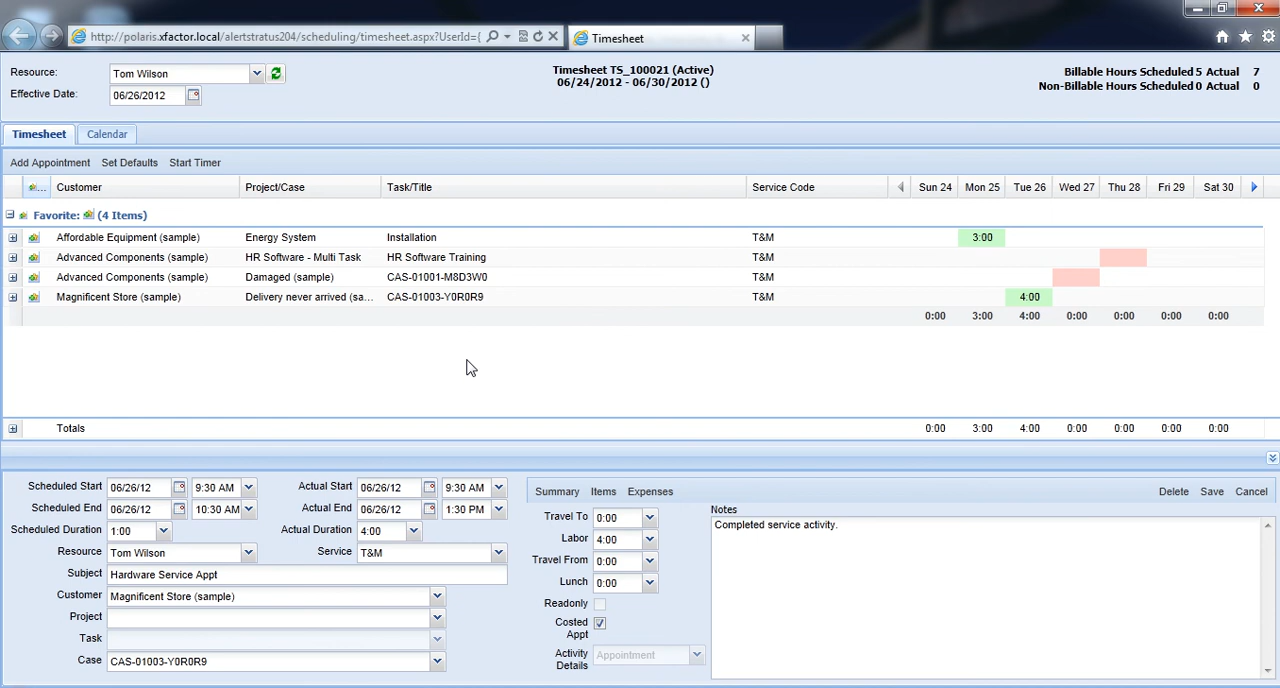 http://polaris.xfactor.local/alertstratus204/scheduling/timesheet.aspx?UserId={
Timesheet
Resource: Tom Wilson
Effective Date: 06/26/2012
Timesheet TS_100021 (Active)
06/24/2012 - 06/30/2012 ()
Billable Hours Scheduled 5 Actual 7
Non-Billable Hours Scheduled 0 Actual 0
Timesheet Calendar
Add Appointment Set Defaults Start Timer
... Customer Project/Case Task/Title Service Code Sun 24 Mon 25 Tue 26 Wed 27 Thu 28 Fri 29 Sat 30
Favorite: (4 Items)
Affordable Equipment (sample) Energy System Installation T&M 3:00
Advanced Components (sample) HR Software - Multi Task HR Software Training T&M
Advanced Components (sample) Damaged (sample) CAS-01001-M8D3W0 T&M
Magnificent Store (sample) Delivery never arrived (sa... CAS-01003-Y0R0R9 T&M 4:00
0:00 3:00 4:00 0:00 0:00 0:00 0:00
Totals 0:00 3:00 4:00 0:00 0:00 0:00 0:00
Scheduled Start 06/26/12 9:30 AM Actual Start 06/26/12 9:30 AM
Scheduled End 06/26/12 10:30 AM Actual End 06/26/12 1:30 PM
Scheduled Duration 1:00 Actual Duration 4:00
Resource Tom Wilson Service T&M
Subject Hardware Service Appt
Customer Magnificent Store (sample)
Project
Task
Case CAS-01003-Y0R0R9
Summary Items Expenses Delete Save Cancel
Travel To 0:00
Labor 4:00
Travel From 0:00
Lunch 0:00
Readonly
Costed
Appt
Activity
Details Appointment
Notes
Completed service activity.